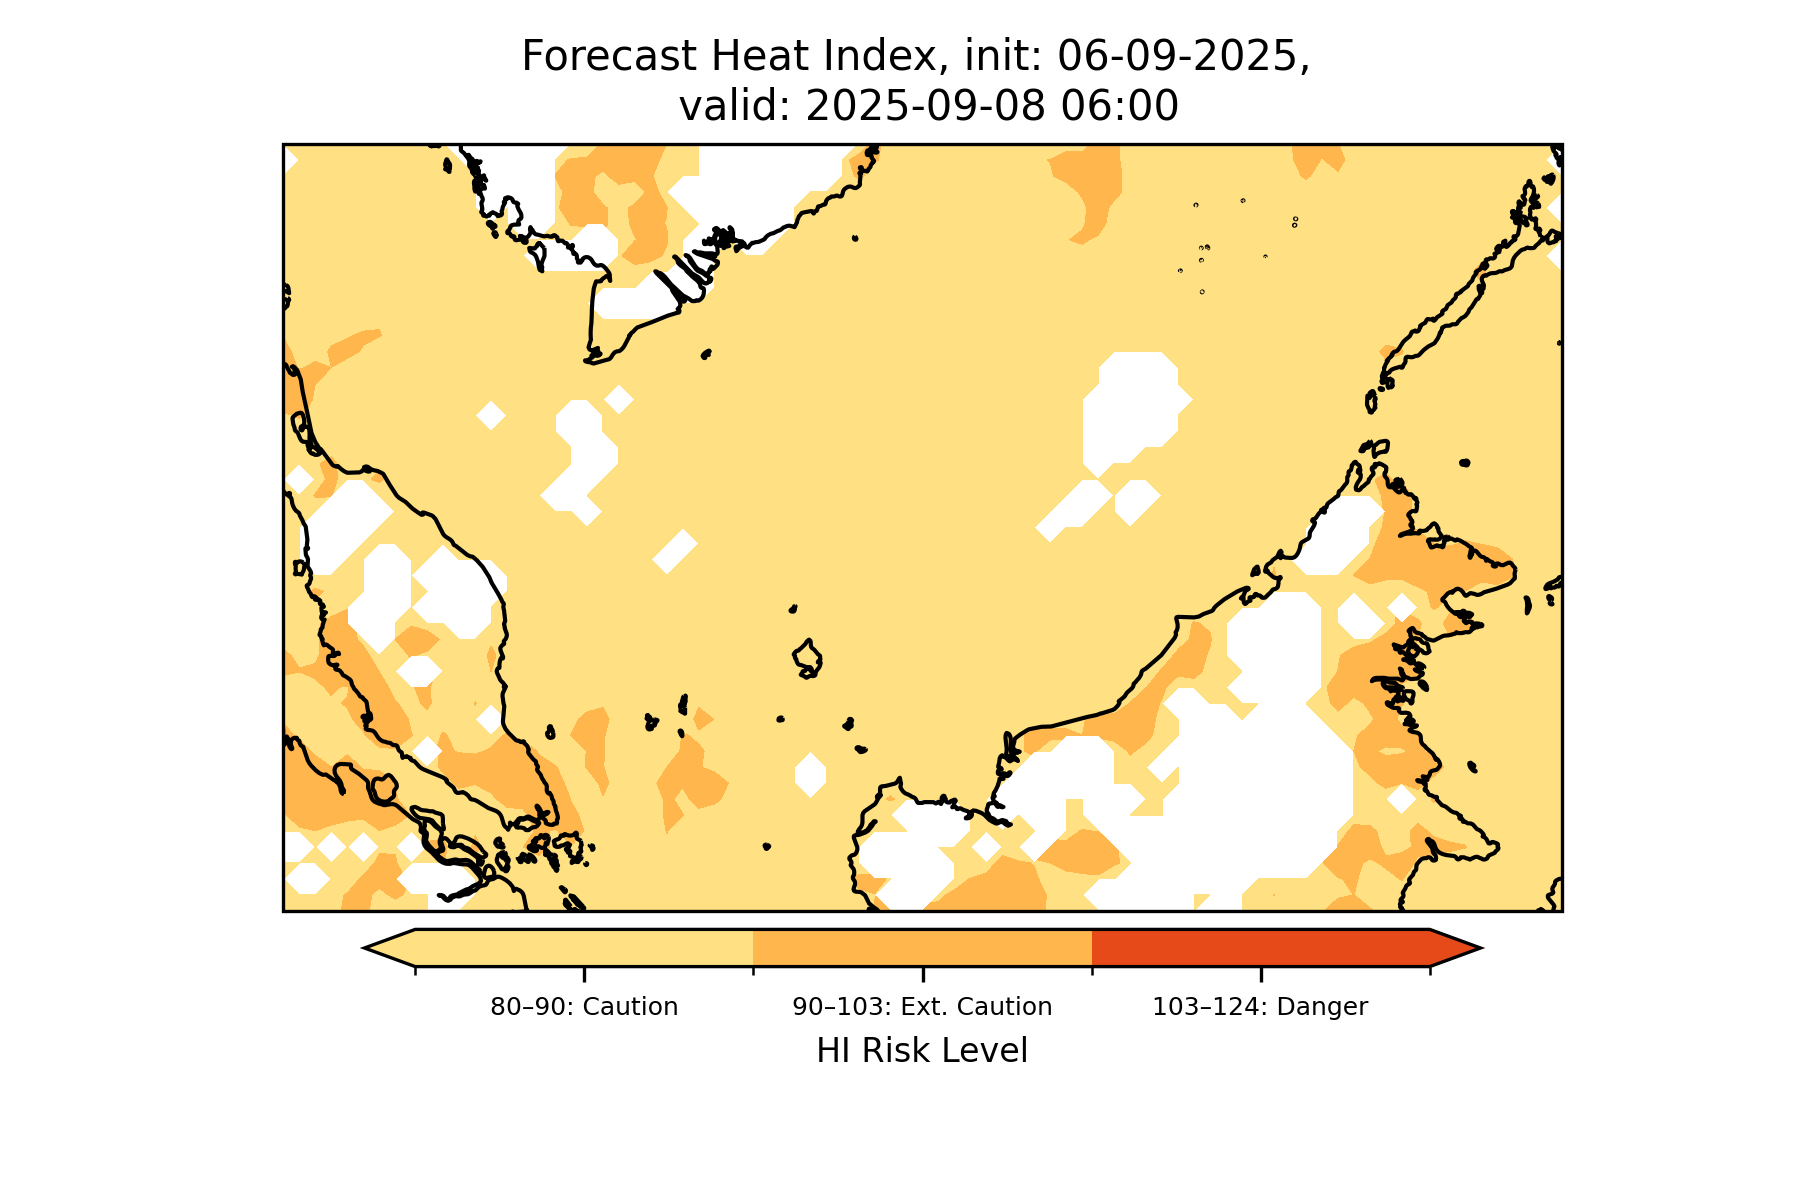 Forecast Heat Index, init: 06-09-2025,
valid: 2025-09-08 06:00
80–90: Caution
90–103: Ext. Caution
103–124: Danger
HI Risk Level